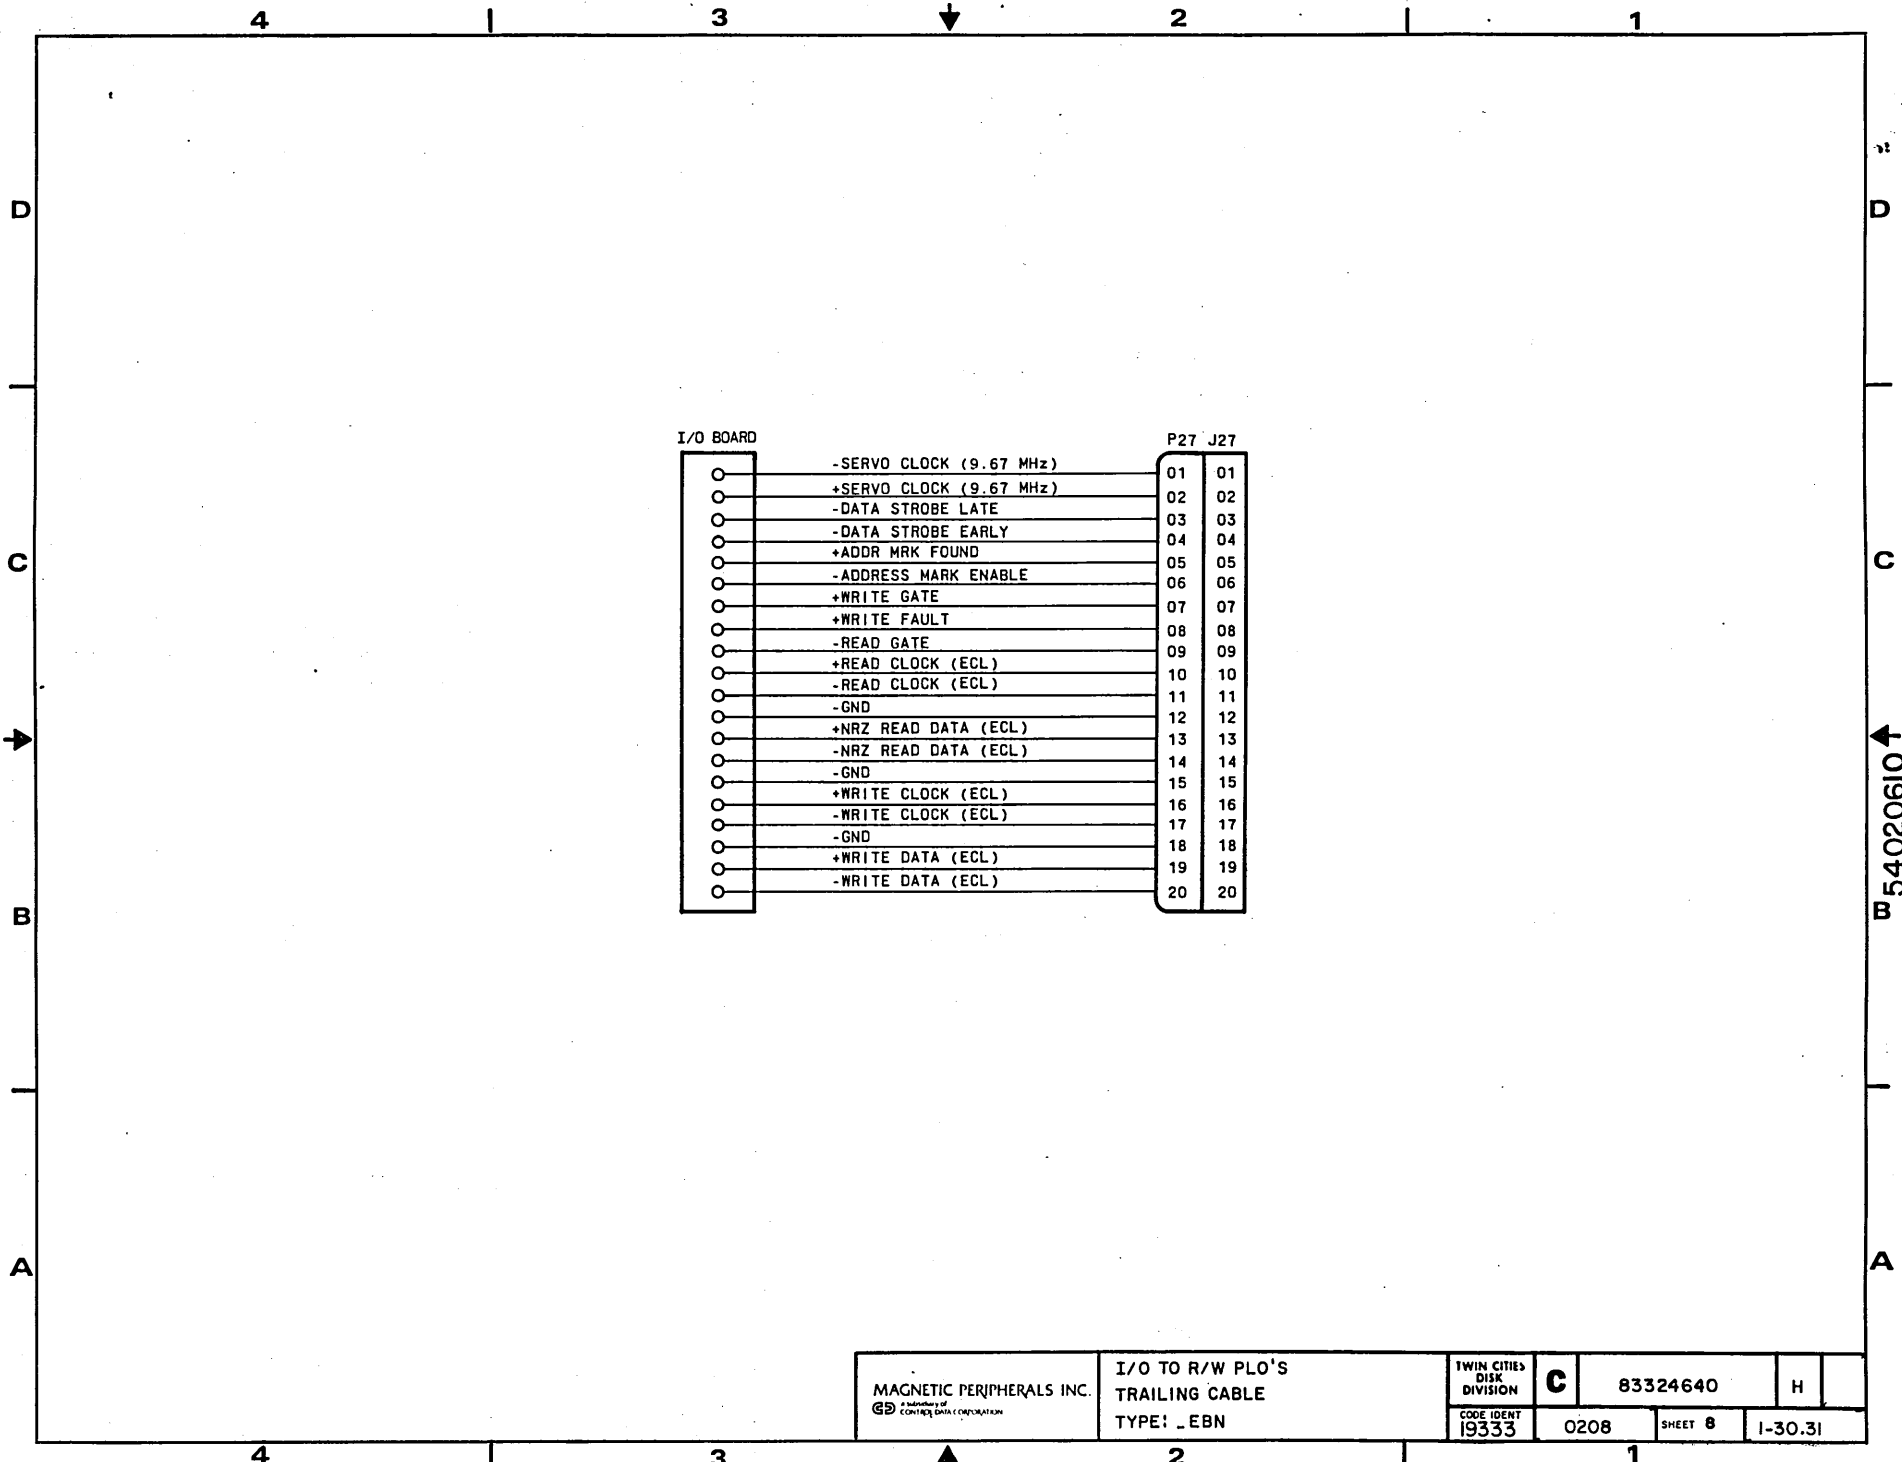 4 3 2 1
D D
I/O BOARD P27 J27
-SERVO CLOCK (9.67 MHz) 01 01
+SERVO CLOCK (9.67 MHz) 02 02
-DATA STROBE LATE 03 03
-DATA STROBE EARLY 04 04
+ADDR MRK FOUND 05 05
-ADDRESS MARK ENABLE 06 06
+WRITE GATE 07 07
+WRITE FAULT 08 08
-READ GATE 09 09
+READ CLOCK (ECL) 10 10
-READ CLOCK (ECL) 11 11
-GND 12 12
+NRZ READ DATA (ECL) 13 13
-NRZ READ DATA (ECL) 14 14
-GND 15 15
+WRITE CLOCK (ECL) 16 16
-WRITE CLOCK (ECL) 17 17
-GND 18 18
+WRITE DATA (ECL) 19 19
-WRITE DATA (ECL) 20 20
C C
54020610
B B
A A
MAGNETIC PERIPHERALS INC.
a subsidiary of
CONTROL DATA CORPORATION
I/O TO R/W PLO'S
TRAILING CABLE
TYPE: _EBN
TWIN CITIES
DISK
DIVISION
C
83324640
H
CODE IDENT
19333
0208
SHEET 8
1-30.31
4 3 2 1